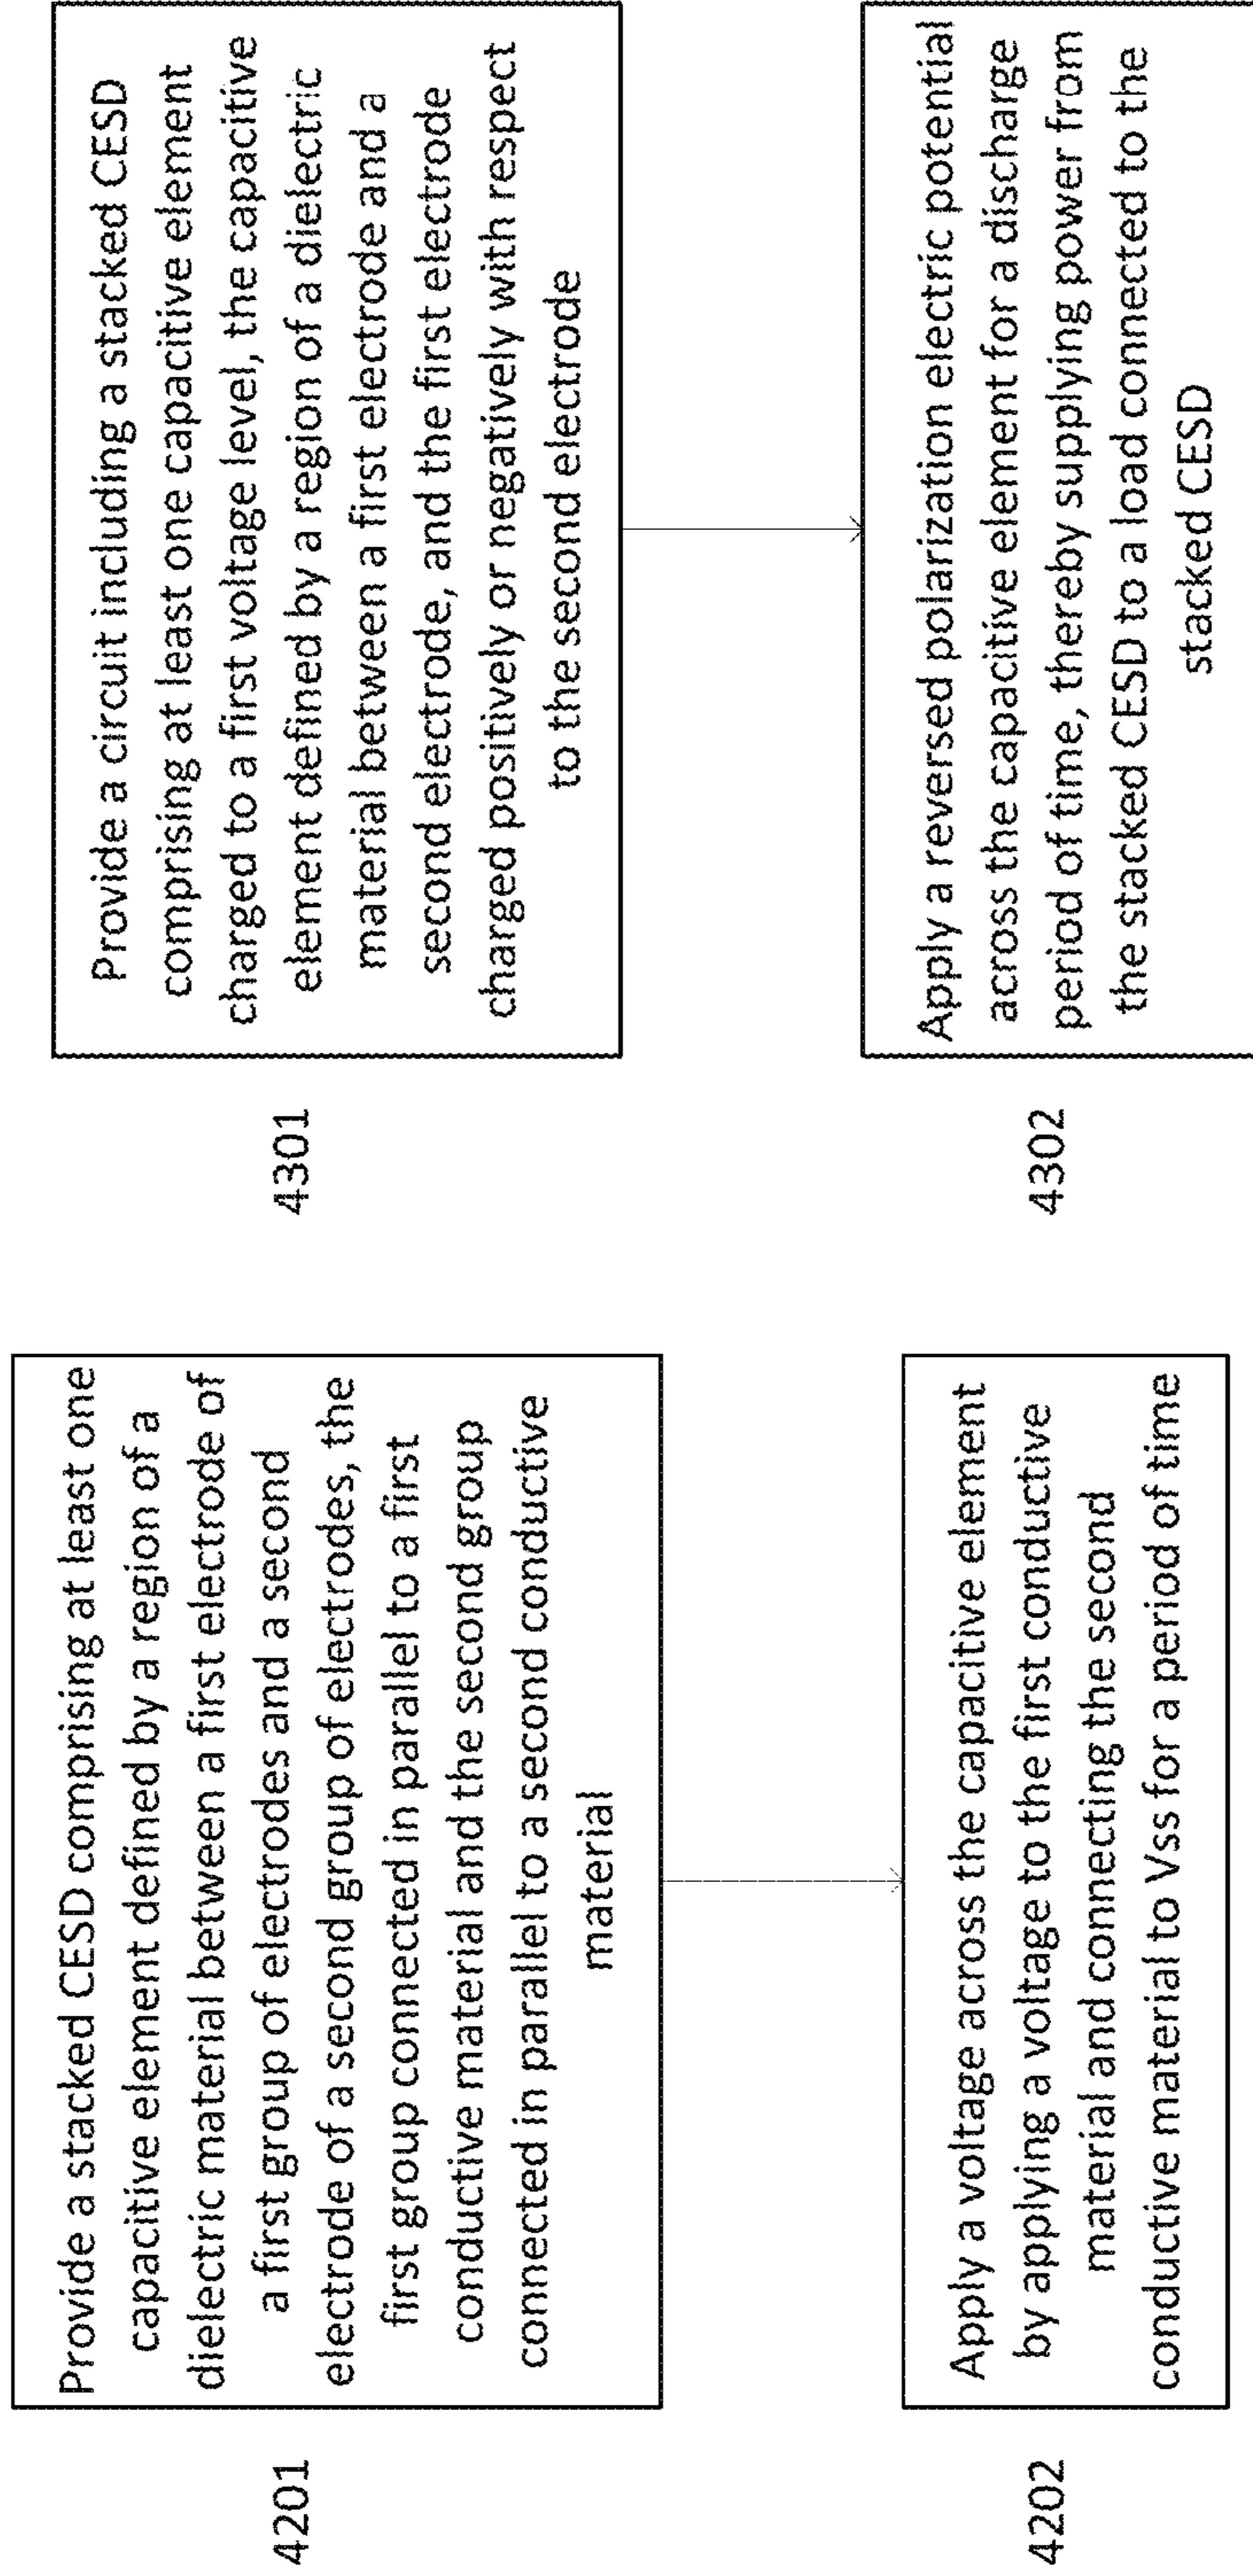 4201
Provide a stacked CESD comprising at least one
capacitive element defined by a region of a
dielectric material between a first electrode of
a first group of electrodes and a second
electrode of a second group of electrodes, the
first group connected in parallel to a first
conductive material and the second group
connected in parallel to a second conductive
material
4202
Apply a voltage across the capacitive element
by applying a voltage to the first conductive
material and connecting the second
conductive material to Vss for a period of time
4301
Provide a circuit including a stacked CESD
comprising at least one capacitive element
charged to a first voltage level, the capacitive
element defined by a region of a dielectric
material between a first electrode and a
second electrode, and the first electrode
charged positively or negatively with respect
to the second electrode
4302
Apply a reversed polarization electric potential
across the capacitive element for a discharge
period of time, thereby supplying power from
the stacked CESD to a load connected to the
stacked CESD